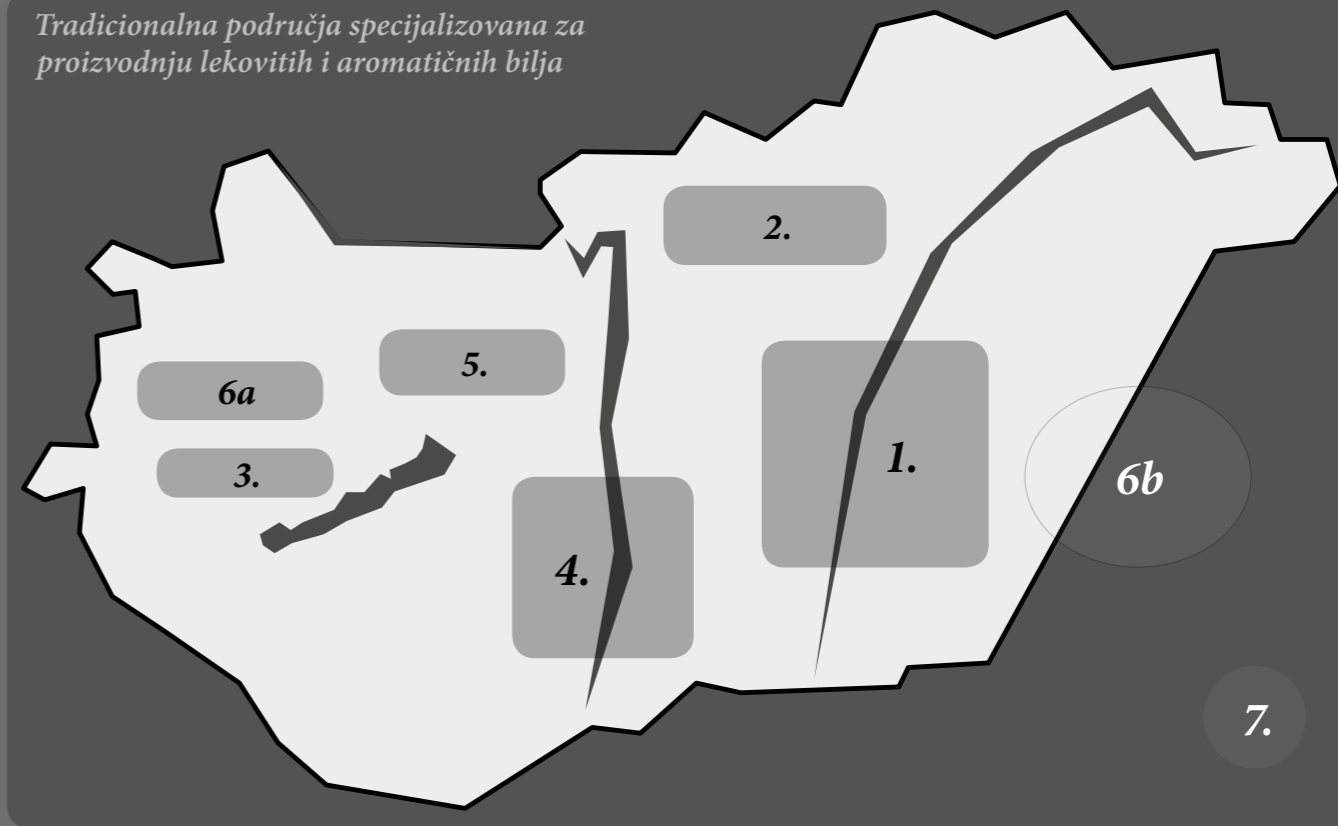 Tradicionalna područja specijalizovana za
proizvodnju lekovitih i aromatičnih bilja
2.
5.
6a
3.
1.
6b
4.
7.